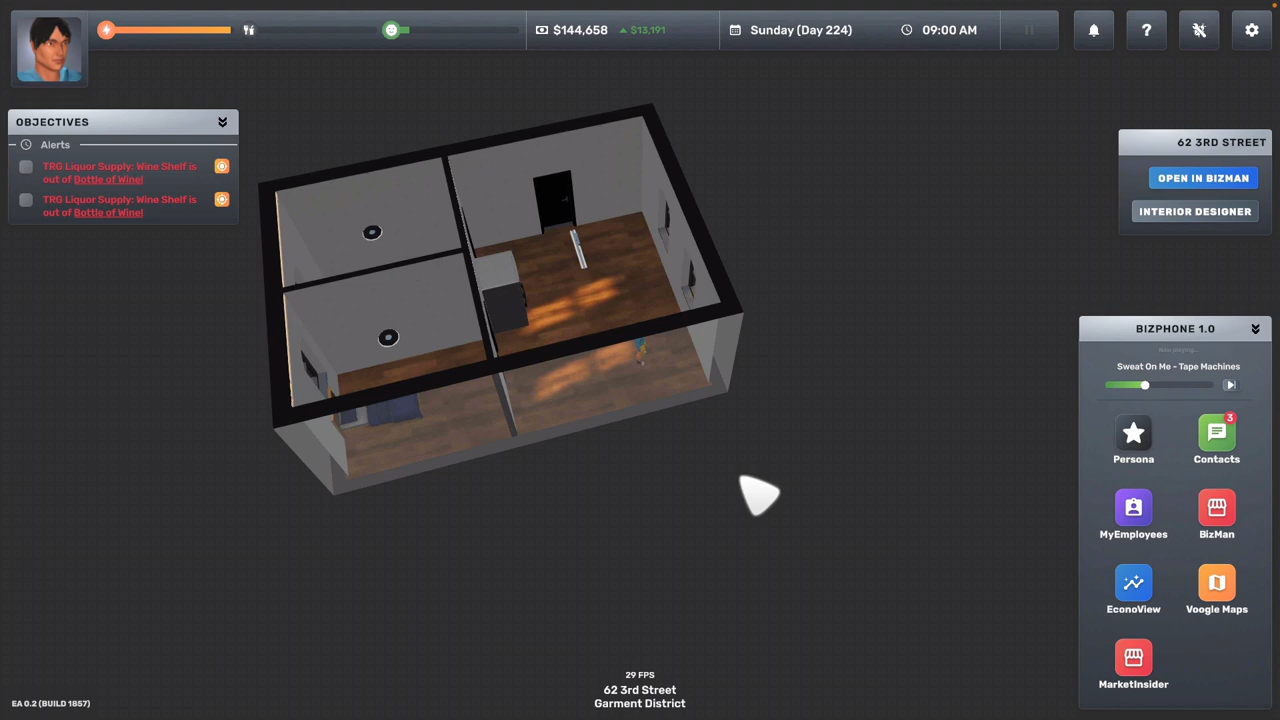 $144,658
$13,191
Sunday (Day 224)
09:00 AM
?
OBJECTIVES
Alerts
TRG Liquor Supply: Wine Shelf is
out of Bottle of Wine!
TRG Liquor Supply: Wine Shelf is
out of Bottle of Wine!
62 3RD STREET
OPEN IN BIZMAN
INTERIOR DESIGNER
BIZPHONE 1.0
Now playing...
Sweat On Me - Tape Machines
Persona
3
Contacts
MyEmployees
BizMan
EconoView
Voogle Maps
MarketInsider
29 FPS
62 3rd Street
Garment District
EA 0.2 (BUILD 1857)